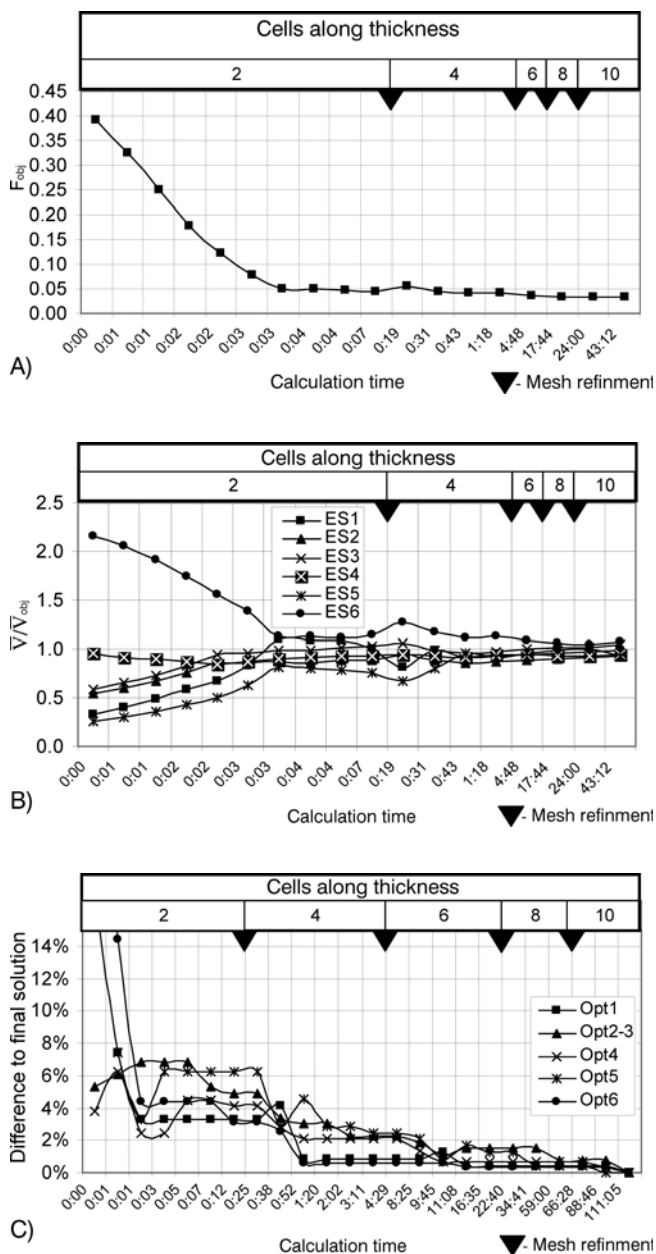 Cells along thickness
2 4 6 8 10
0.45
0.40
0.35
0.30
0.25
0.20
0.15
0.10
0.05
0.00
F obj
0:00 0:01 0:01 0:02 0:02 0:03 0:03 0:04 0:04 0:07 0:19 0:31 0:43 1:18 4:48 17:44 24:00 43:12
A)
Calculation time
- Mesh refinment
Cells along thickness
2 4 6 8 10
2.5
2.0
1.5
1.0
0.5
0.0
V/V obj
ES1
ES2
ES3
ES4
ES5
ES6
0:00 0:01 0:01 0:02 0:02 0:03 0:03 0:04 0:04 0:07 0:19 0:31 0:43 1:18 4:48 17:44 24:00 43:12
B)
Calculation time
- Mesh refinment
Cells along thickness
2 4 6 8 10
14%
12%
10%
8%
6%
4%
2%
0%
Difference to final solution
Opt1
Opt2-3
Opt4
Opt5
Opt6
0:00 0:01 0:01 0:03 0:05 0:07 0:12 0:25 0:38 0:52 1:20 2:02 3:11 4:29 8:25 9:45 11:08 16:35 22:40 34:41 59:00 66:28 88:46 111:05
C)
Calculation time
- Mesh refinment